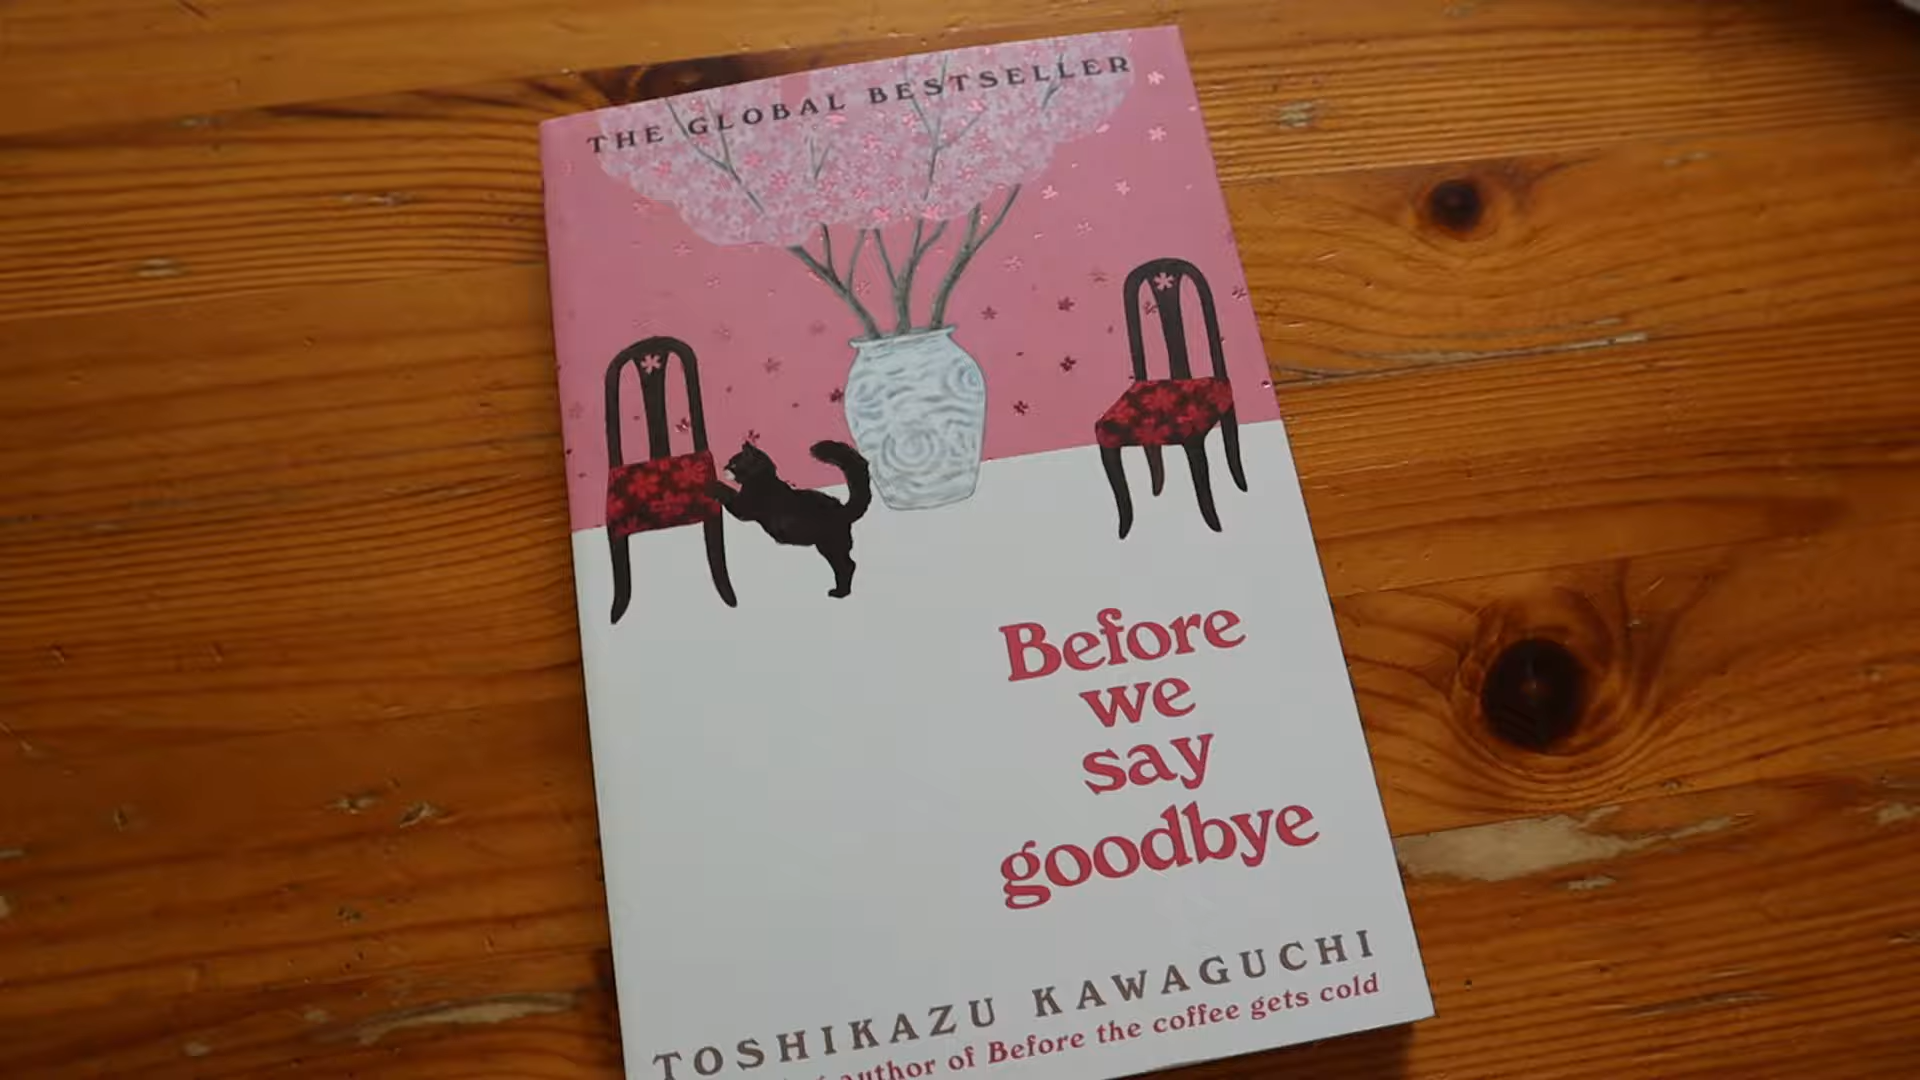 THE GLOBAL BESTSELLER
Before
we
say
goodbye
TOSHIKAZU KAWAGUCHI
author of Before the coffee gets cold